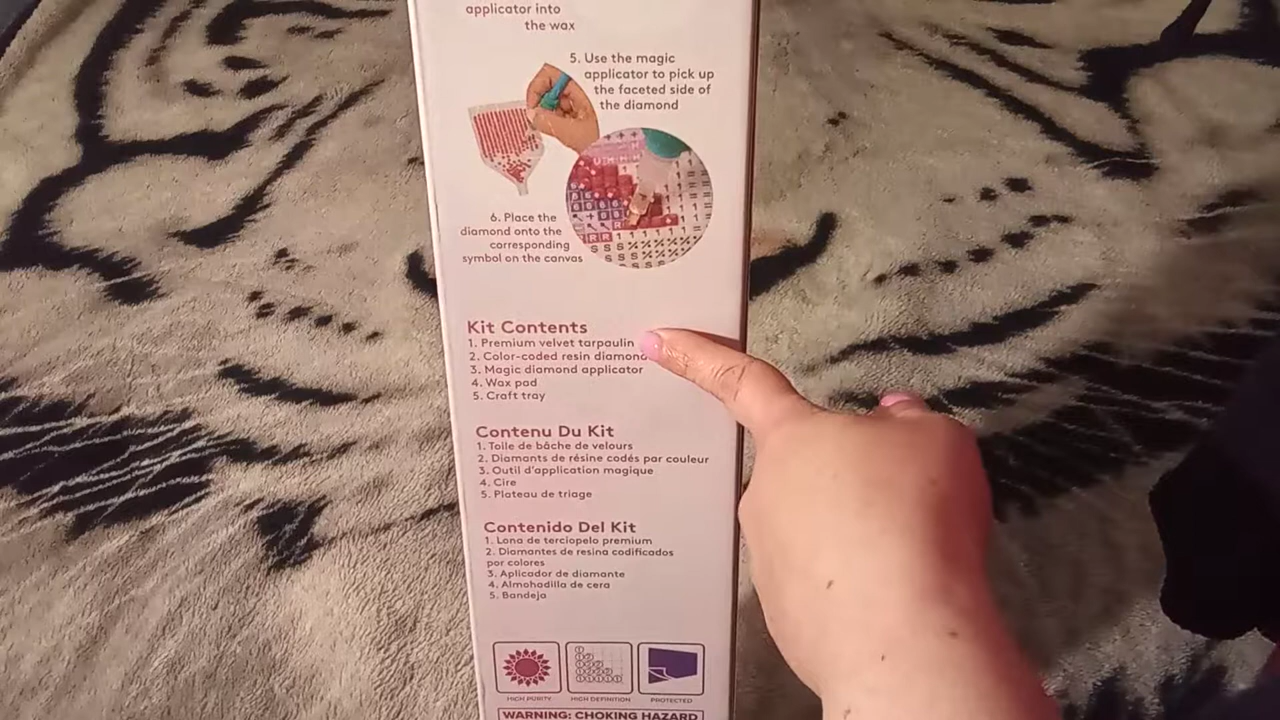 applicator into
the wax
5. Use the magic
applicator to pick up
the faceted side of
the diamond
6. Place the
diamond onto the
corresponding
symbol on the canvas
Kit Contents
1. Premium velvet tarpaulin
2. Color-coded resin diamond
3. Magic diamond applicator
4. Wax pad
5. Craft tray
Contenu Du Kit
1. Toile de bâche de velours
2. Diamants de résine codés par couleur
3. Outil d'application magique
4. Cire
5. Plateau de triage
Contenido Del Kit
1. Lona de terciopelo premium
2. Diamantes de resina codificados
por colores
3. Aplicador de diamante
4. Almohadilla de cera
5. Bandeja
HIGH PURITY
HIGH DEFINITION
PROTECTED
WARNING: CHOKING HAZARD